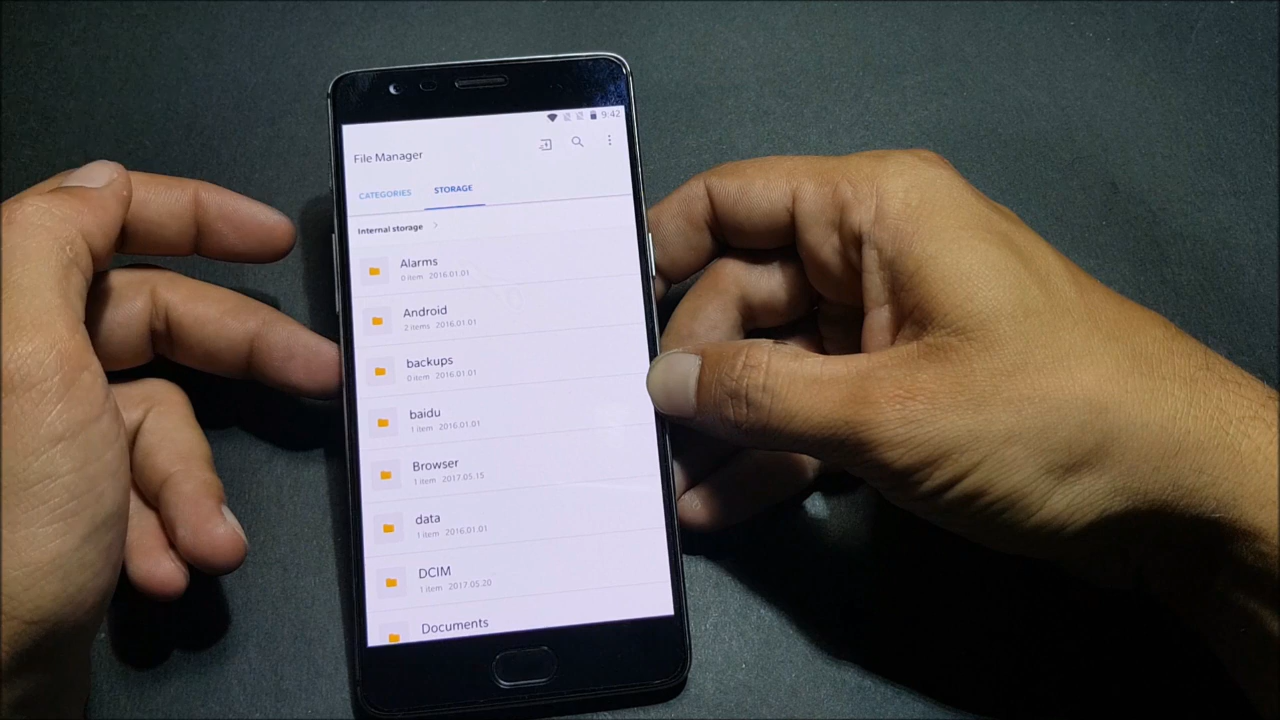 9:42
File Manager
CATEGORIES STORAGE
Internal storage
Alarms
0 item 2016.01.01
Android
2 items 2016.01.01
backups
0 item 2016.01.01
baidu
1 item 2016.01.01
Browser
1 item 2017.05.15
data
1 item 2016.01.01
DCIM
1 item 2017.05.20
Documents